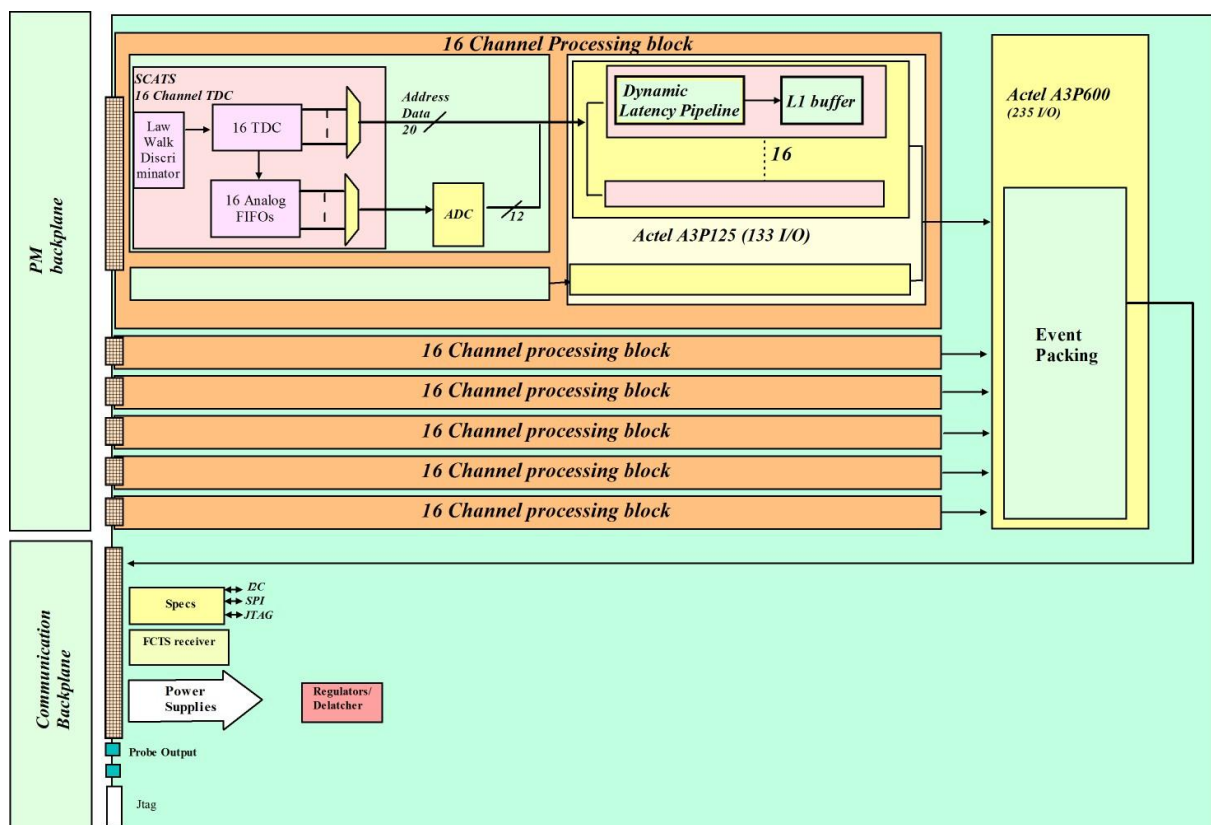 16 Channel Processing block
SCATS
16 Channel TDC
Law
Walk
Discri
minator
16 TDC
16 Analog
FIFOs
Address
Data
20
ADC
12
Dynamic
Latency Pipeline
L1 buffer
16
Actel A3P125 (133 I/O)
Actel A3P600
(235 I/O)
Event
Packing
PM
backplane
16 Channel processing block
16 Channel processing block
16 Channel processing block
16 Channel processing block
16 Channel processing block
Communication
Backplane
Specs
I2C
SPI
JTAG
FCTS receiver
Power
Supplies
Regulators/
Delatcher
Probe Output
Jtag